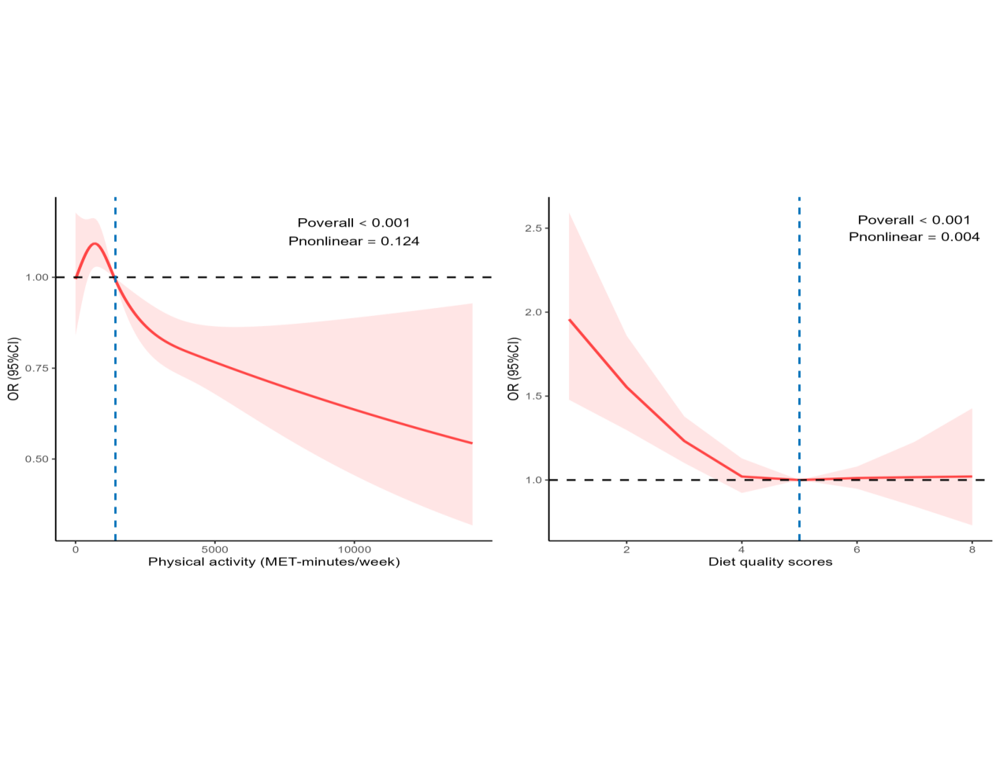 Poverall < 0.001
Pnonlinear = 0.124
OR (95%CI)
1.00
0.75
0.50
0
5000
10000
Physical activity (MET-minutes/week)
Poverall < 0.001
Pnonlinear = 0.004
OR (95%CI)
2.5
2.0
1.5
1.0
2
4
6
8
Diet quality scores